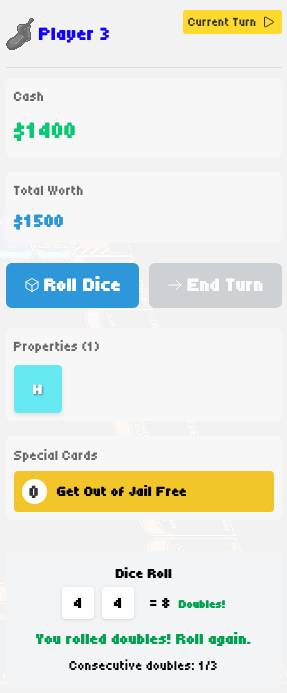 Player 3
Current Turn
Cash
$1400
Total Worth
$1500
Roll Dice
End Turn
Properties (1)
H
Special Cards
0 Get Out of Jail Free
Dice Roll
4 4 = 8 Doubles!
You rolled doubles! Roll again.
Consecutive doubles: 1/3